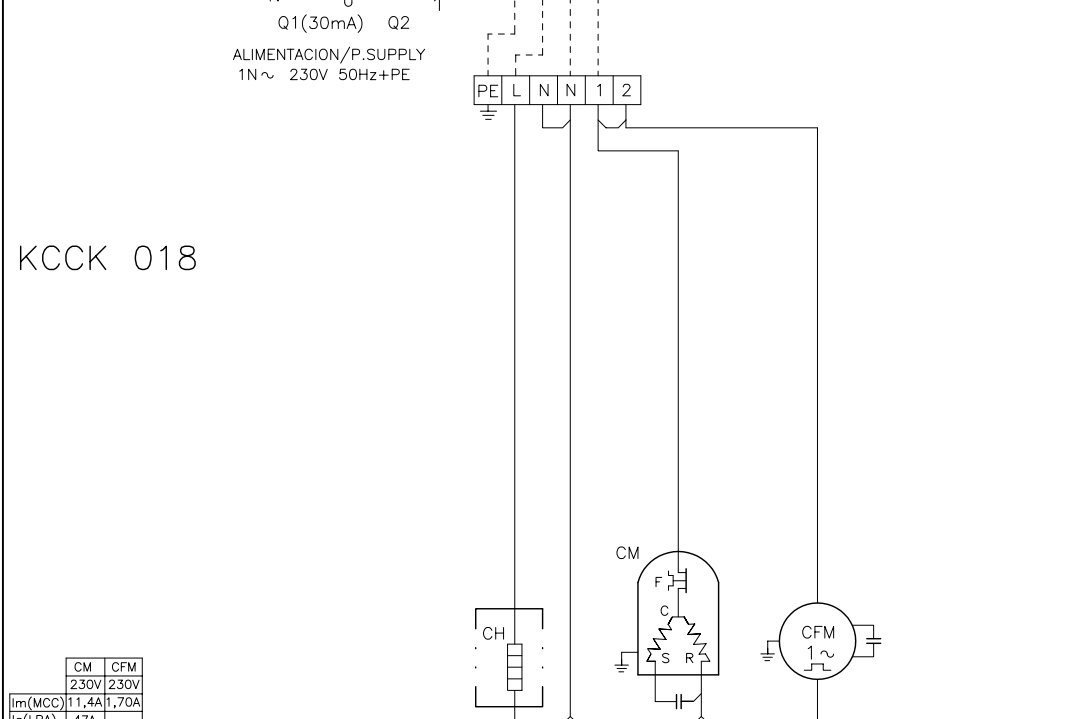 Q1(30mA) Q2
ALIMENTACION/P.SUPPLY
1N~ 230V 50Hz+PE
PE L N N 1 2
KCCK 018
CM
F
C
S R
CH
CFM
1~
CM CFM
230V 230V
Im(MCC) 11,4A 1,70A